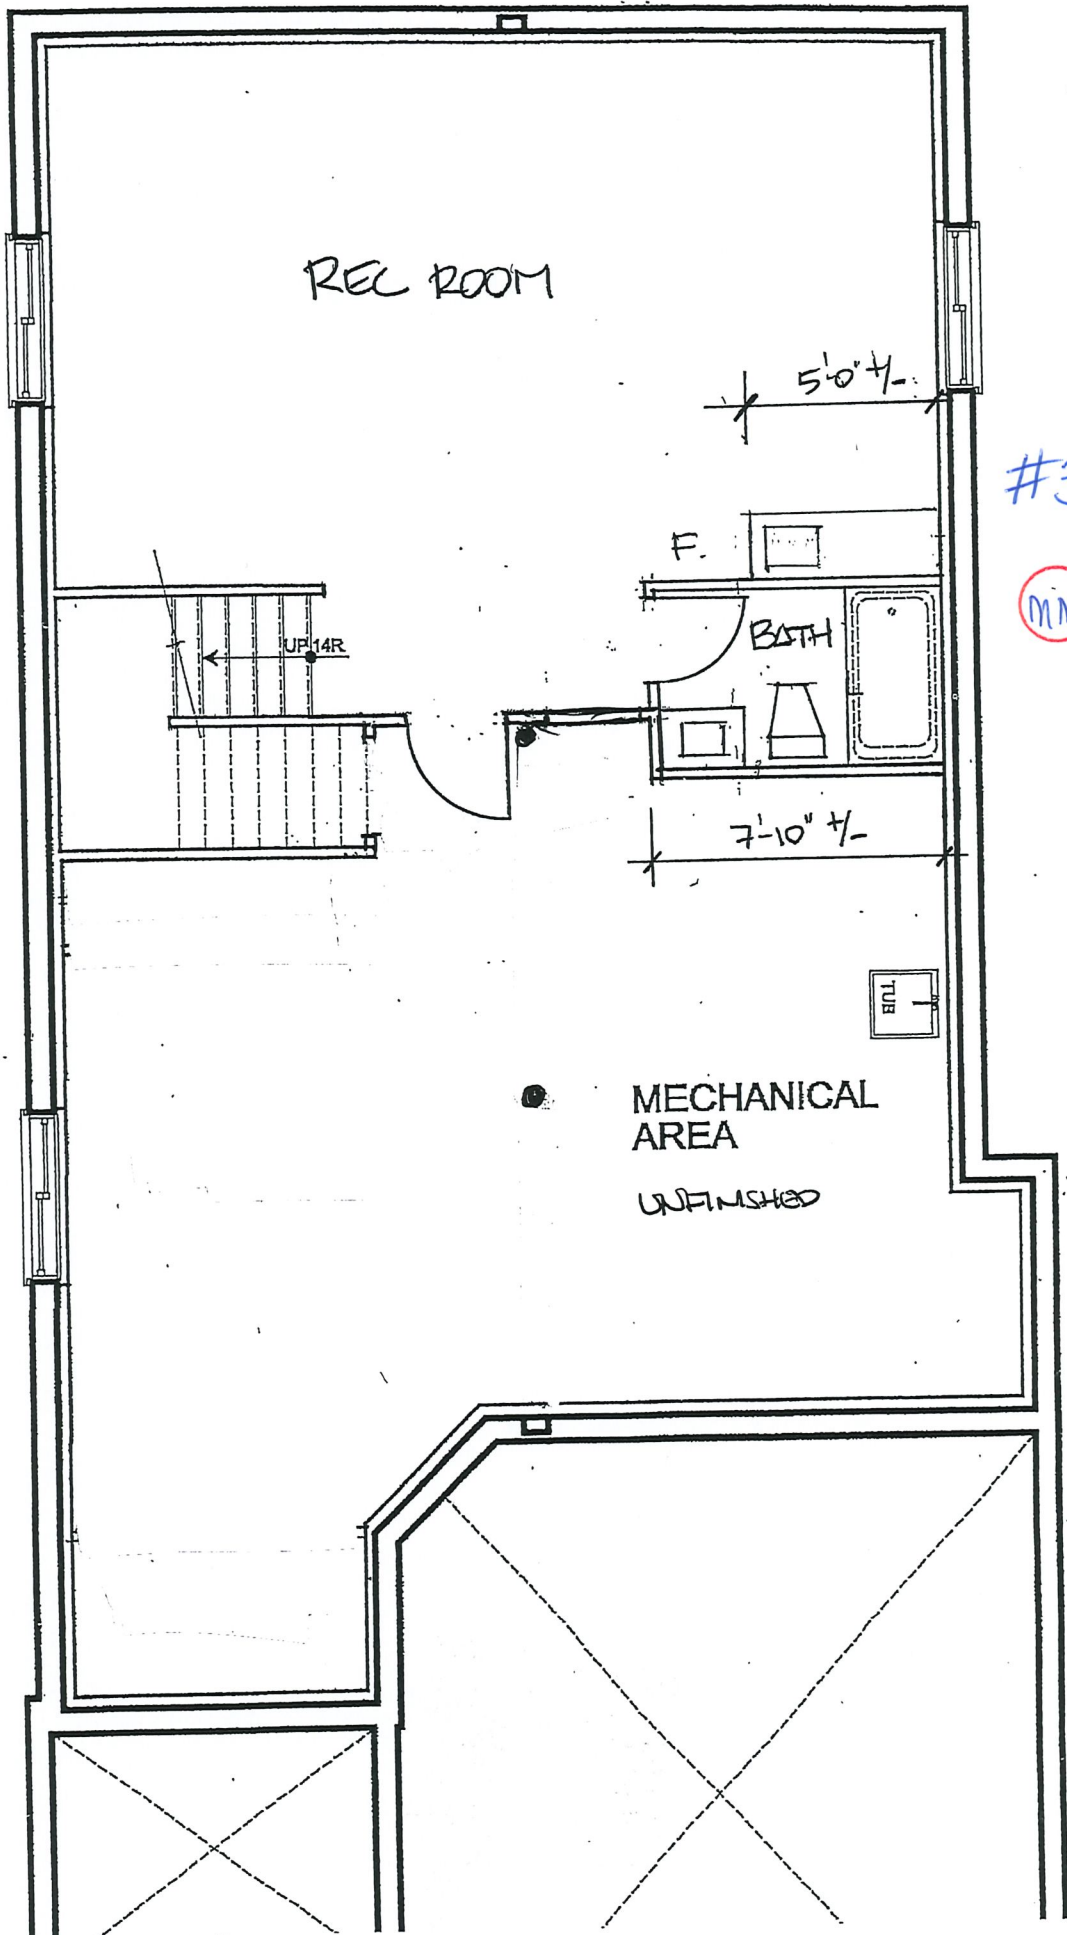 REC ROOM
5'-0" +/-
F.
UP 14R
BATH
7'-10" +/-
TUB
MECHANICAL
AREA
UNFINISHED